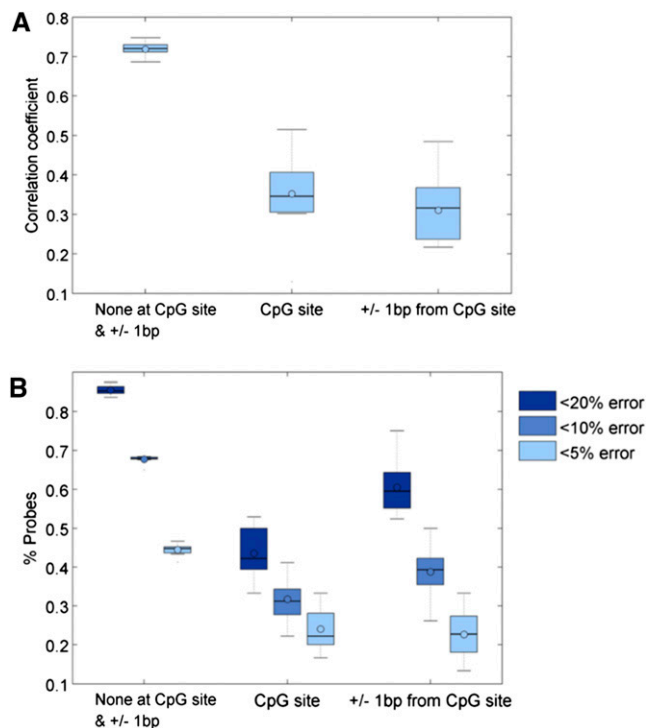 A
Correlation coefficient
0.8
0.7
0.6
0.5
0.4
0.3
0.2
0.1
None at CpG site
& +/- 1bp
CpG site
+/- 1bp from CpG site
B
% Probes
0.8
0.7
0.6
0.5
0.4
0.3
0.2
0.1
None at CpG site
& +/- 1bp
CpG site
+/- 1bp from CpG site
<20% error
<10% error
<5% error